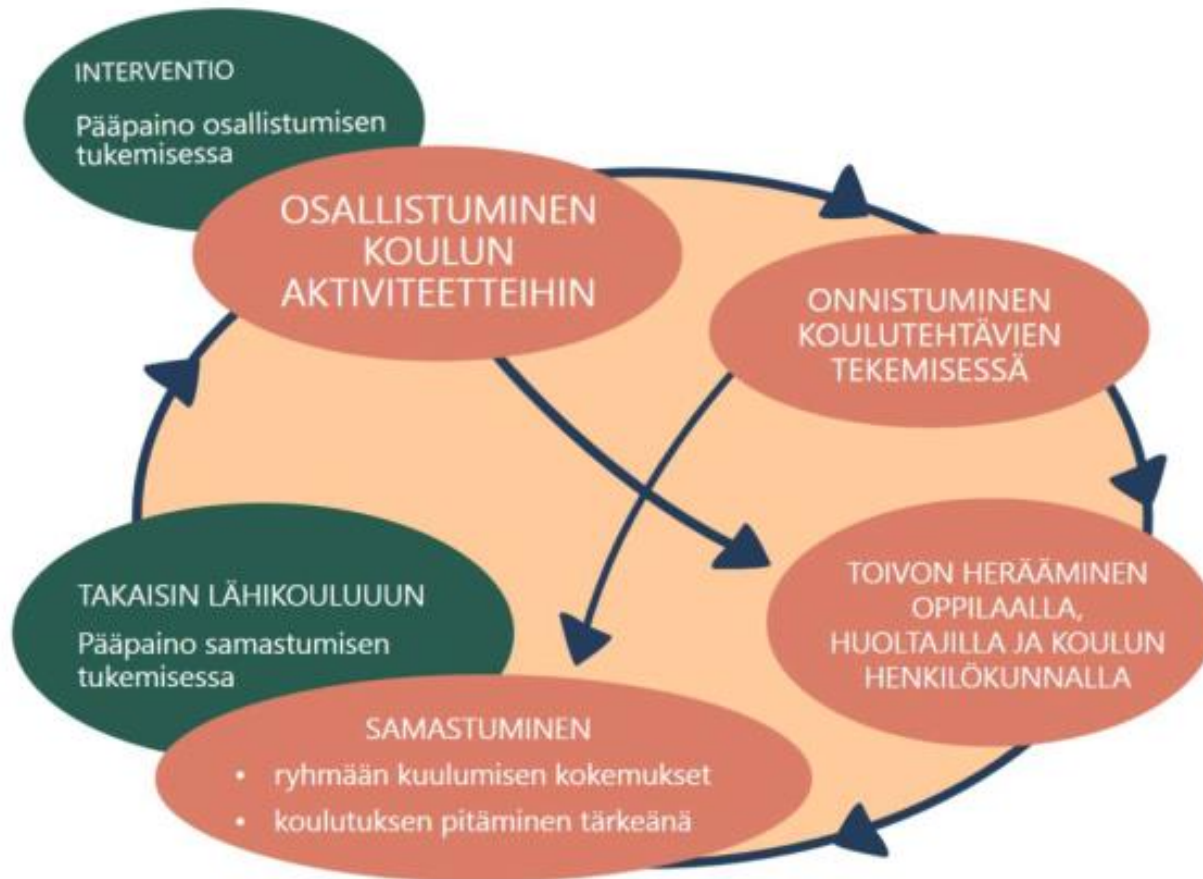 INTERVENTIO
Pääpaino osallistumisen
tukemisessa
OSALLISTUMINEN
KOULUN
AKTIVITEETTEIHIN
ONNISTUMINEN
KOULUTEHTÄVIEN
TEKEMISESSÄ
TOIVON HERÄÄMINEN
OPPILAALLA,
HUOLTAJILLA JA KOULUN
HENKILÖKUNNALLA
TAKAISIN LÄHIKOULUUUN
Pääpaino samastumisen
tukemisessa
SAMASTUMINEN
• ryhmään kuulumisen kokemukset
• koulutuksen pitäminen tärkeänä